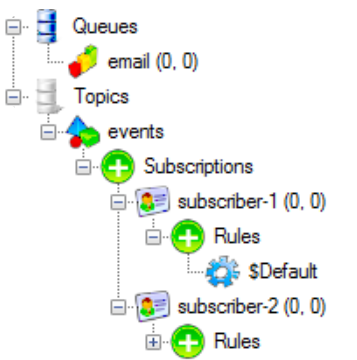 Queues
email (0, 0)
Topics
events
Subscriptions
subscriber-1 (0, 0)
Rules
$Default
subscriber-2 (0, 0)
Rules